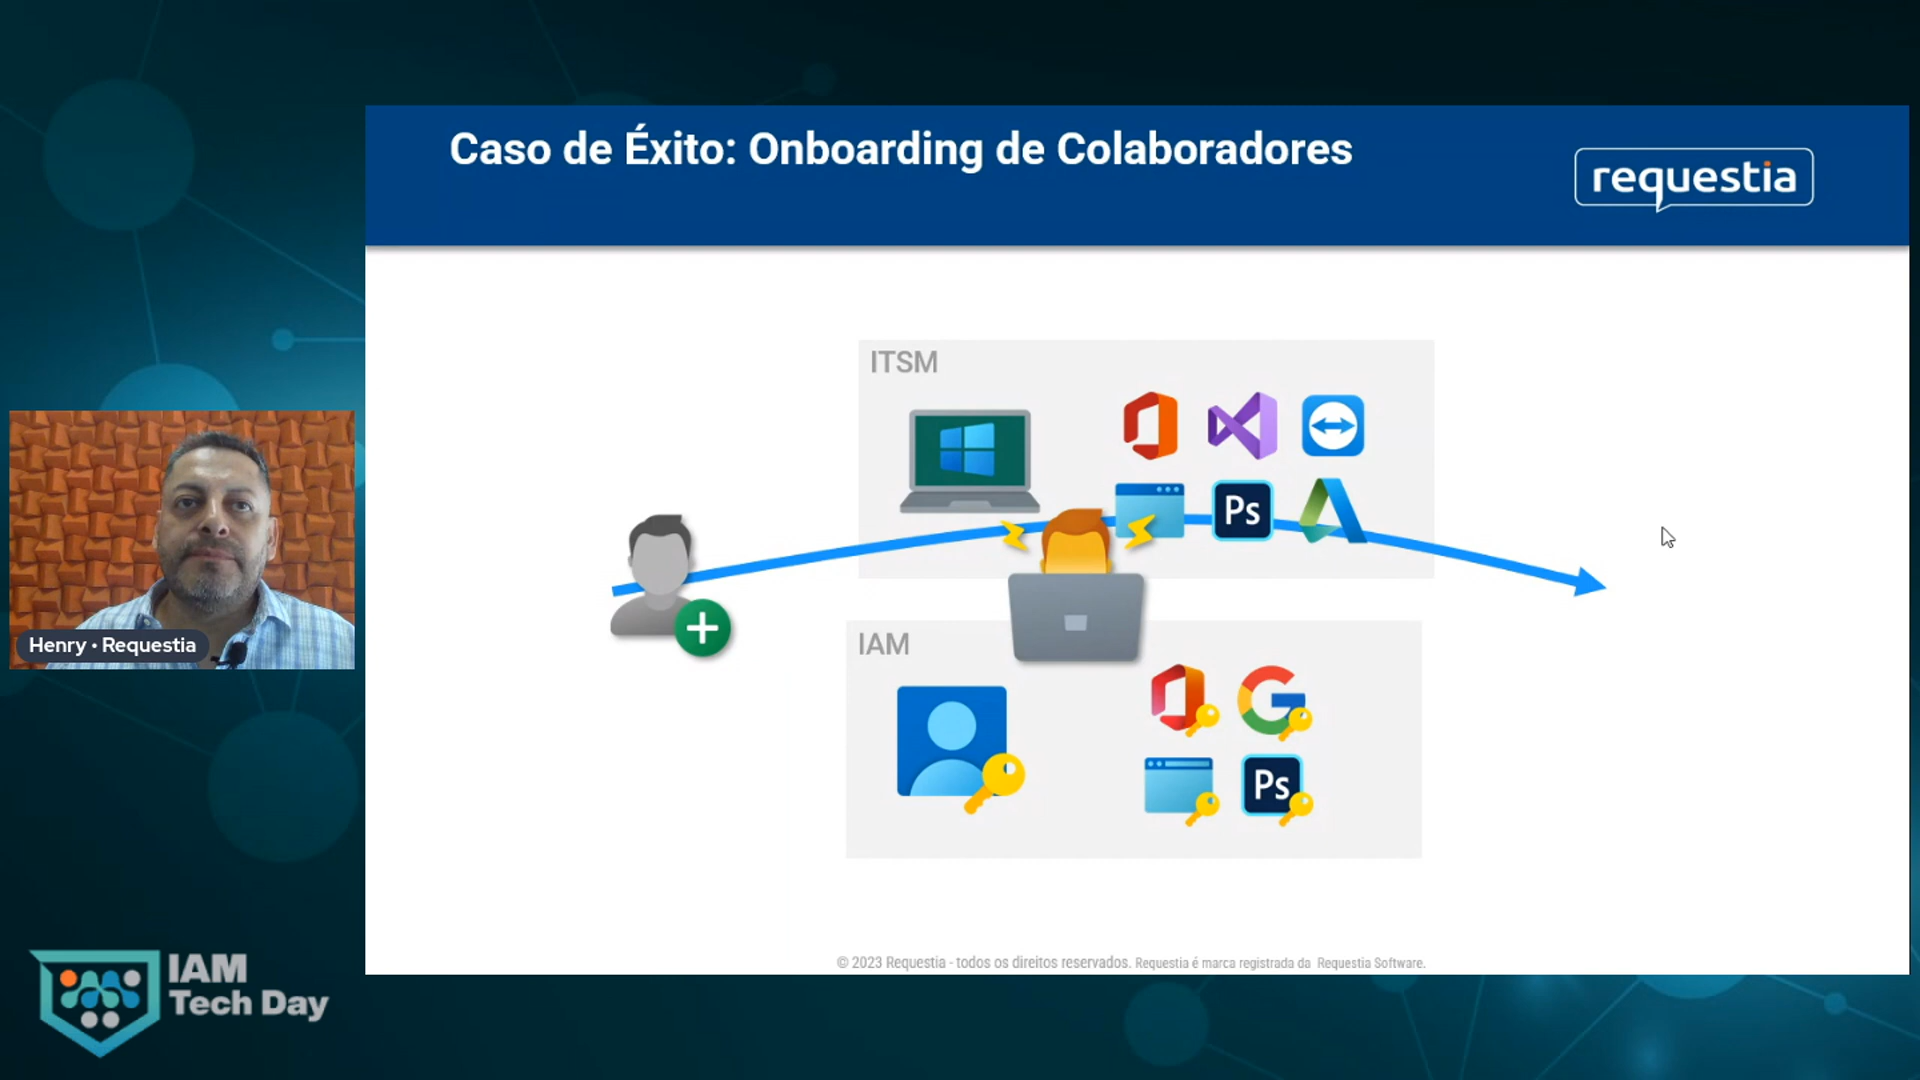 Caso de Éxito: Onboarding de Colaboradores
requestia
ITSM
Ps
Henry • Requestia
IAM
Ps
© 2023 Requestia - todos os direitos reservados. Requestia é marca registrada da Requestia Software.
IAM
Tech Day